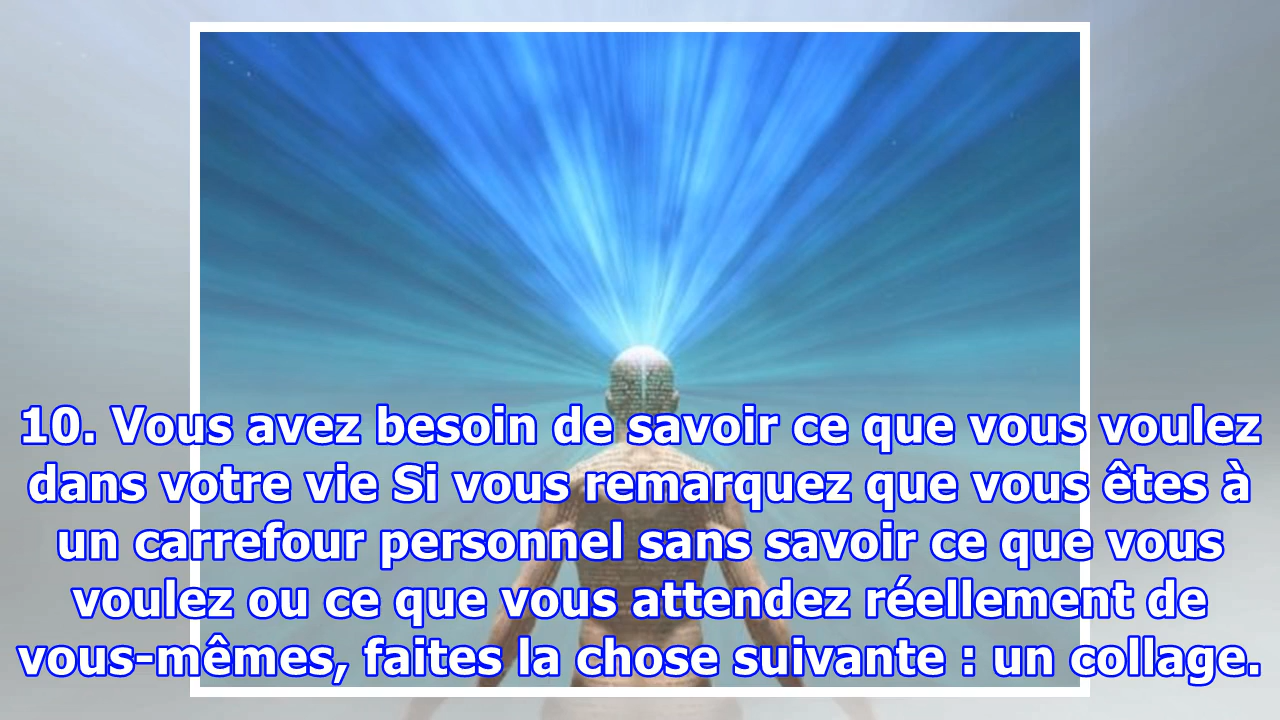 10. Vous avez besoin de savoir ce que vous voulez
dans votre vie Si vous remarquez que vous êtes à
un carrefour personnel sans savoir ce que vous
voulez ou ce que vous attendez réellement de
vous-mêmes, faites la chose suivante : un collage.